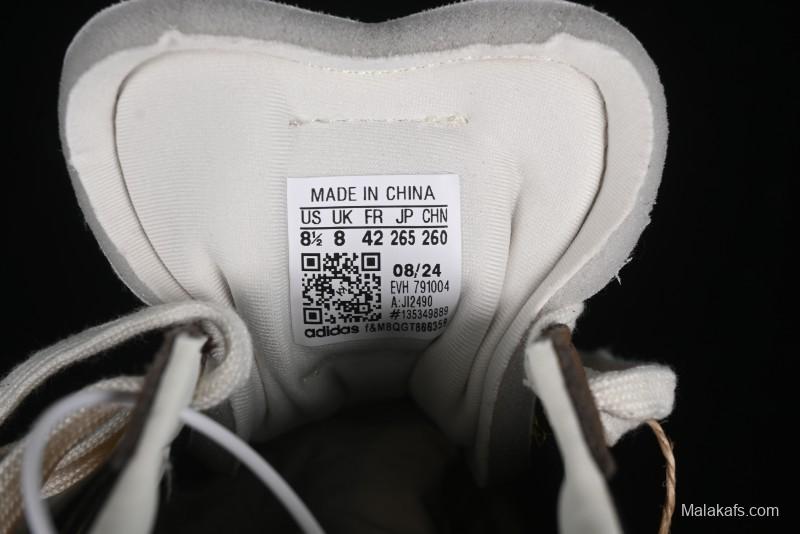 MADE IN CHINA
US UK FR JP CHN
8½ 8 42 265 260
08/24
EVH 791004
A:JI2490
#135349889
adidas
Malakafs.com